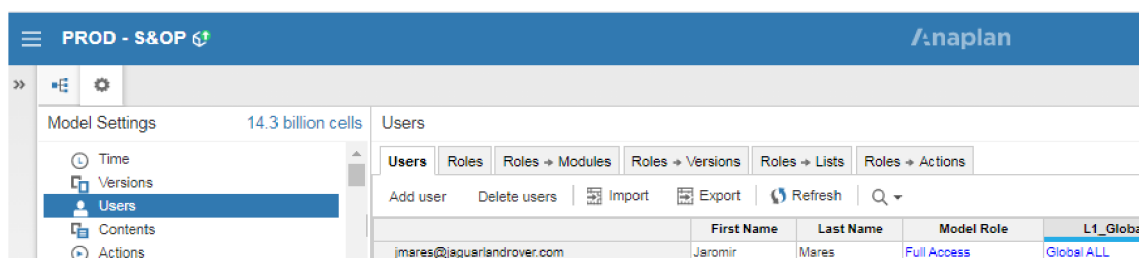 PROD - S&OP
Anaplan
Model Settings 14.3 billion cells
Time
Versions
Users
Contents
Actions
Users
Users Roles Roles → Modules Roles → Versions Roles → Lists Roles → Actions
Add user Delete users Import Export Refresh
First Name Last Name Model Role L1_Globa
jmares@jaguarlandrover.com Jaromir Mares Full Access Global ALL